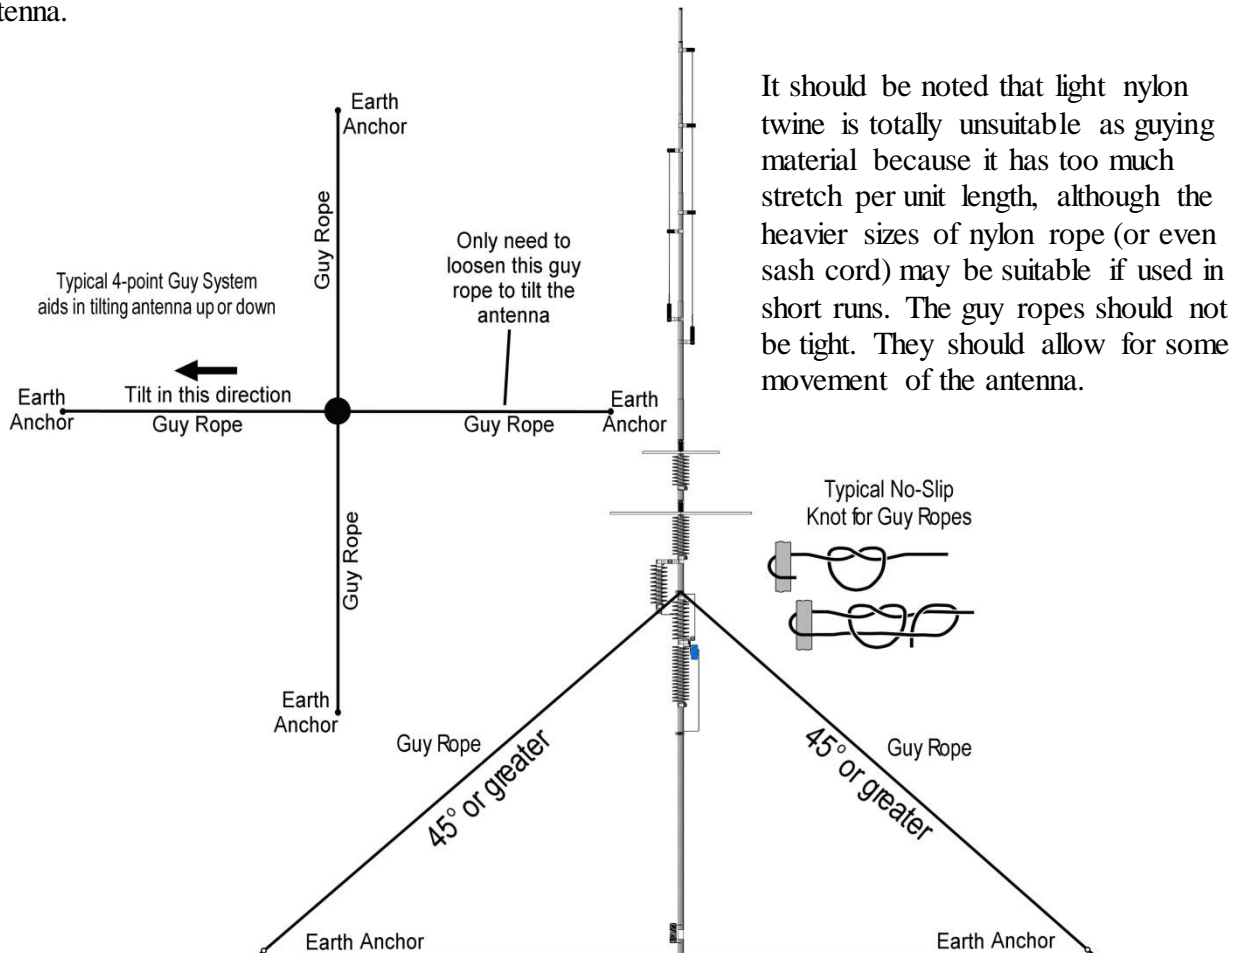 tenna.
It should be noted that light nylon
twine is totally unsuitable as guying
material because it has too much
stretch per unit length, although the
heavier sizes of nylon rope (or even
sash cord) may be suitable if used in
short runs. The guy ropes should not
be tight. They should allow for some
movement of the antenna.
Earth
Anchor
Guy Rope
Typical 4-point Guy System
aids in tilting antenna up or down
Only need to
loosen this guy
rope to tilt the
antenna
Tilt in this direction
Earth
Anchor
Guy Rope
Guy Rope
Earth
Anchor
Guy Rope
Earth
Anchor
Typical No-Slip
Knot for Guy Ropes
Guy Rope
45° or greater
Guy Rope
45° or greater
Earth Anchor
Earth Anchor